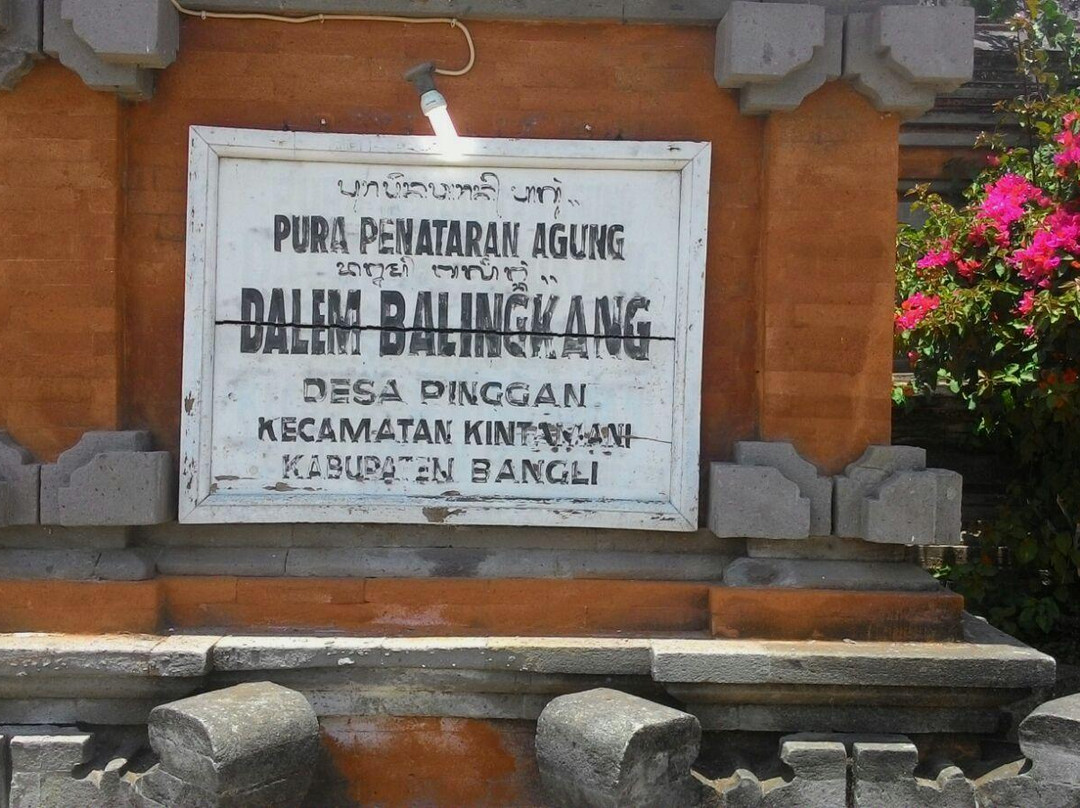 PURA PENATARAN AGUNG
DALEM BALINGKANG
DESA PINGGAN
KECAMATAN KINTAMANI
KABUPATEN BANGLI